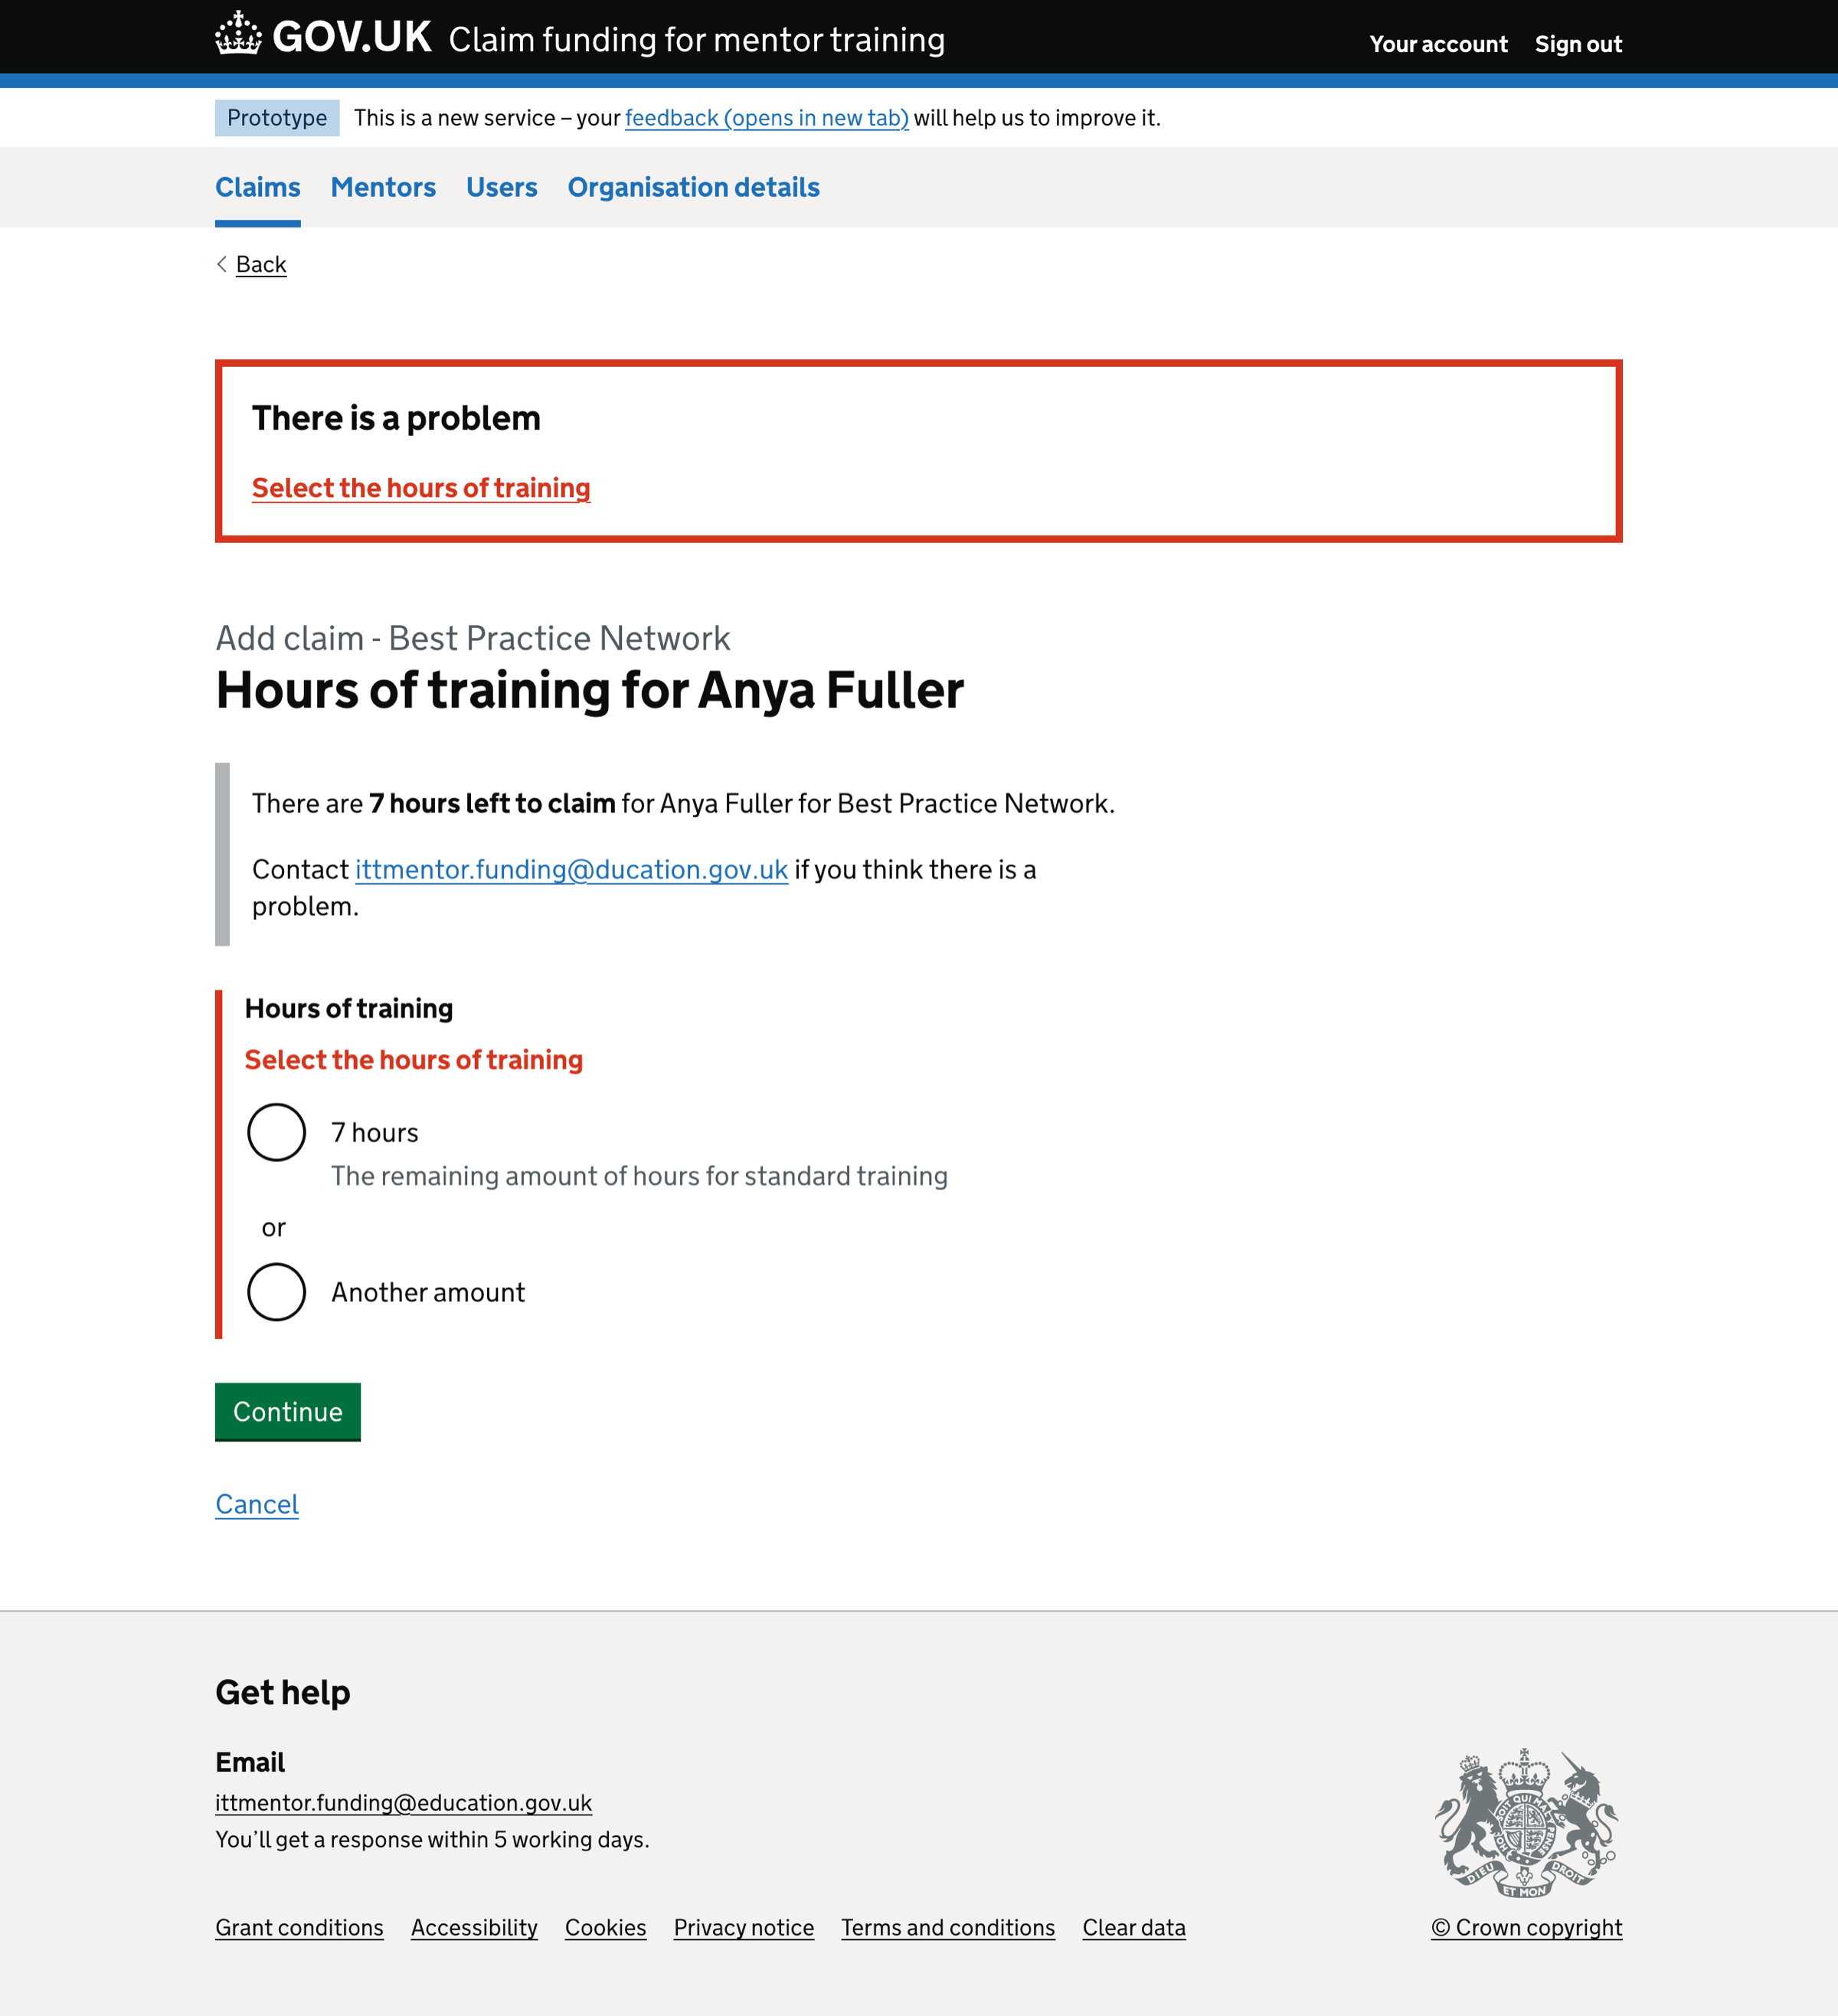 GOV.UK Claim funding for mentor training
Your account Sign out
Prototype This is a new service – your feedback (opens in new tab) will help us to improve it.
Claims Mentors Users Organisation details
Back
There is a problem
Select the hours of training
Add claim - Best Practice Network
Hours of training for Anya Fuller
There are 7 hours left to claim for Anya Fuller for Best Practice Network.
Contact ittmentor.funding@ducation.gov.uk if you think there is a
problem.
Hours of training
Select the hours of training
7 hours
The remaining amount of hours for standard training
or
Another amount
Continue
Cancel
Get help
Email
ittmentor.funding@education.gov.uk
You’ll get a response within 5 working days.
DIEU ET MON DROIT
Grant conditions Accessibility Cookies Privacy notice Terms and conditions Clear data
© Crown copyright